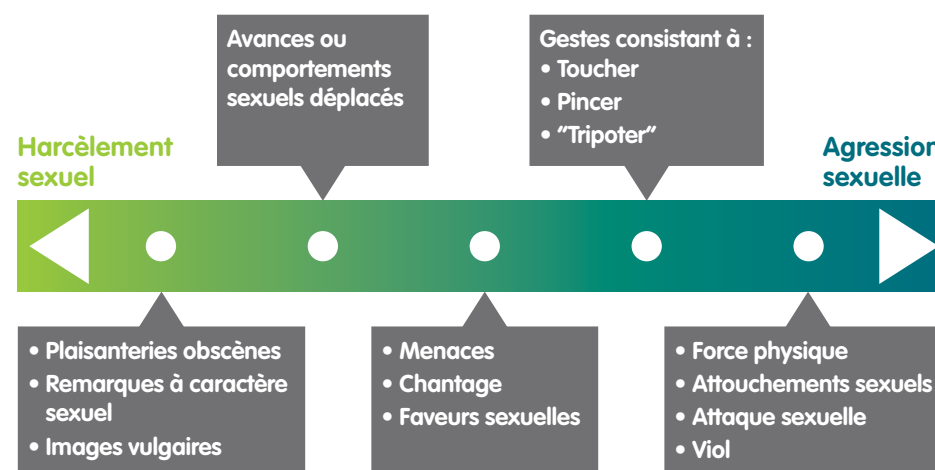 Avances ou
comportements
sexuels déplacés
Gestes consistant à :
• Toucher
• Pincer
• “Tripoter”
Harcèlement
sexuel
Agression
sexuelle
• Plaisanteries obscènes
• Remarques à caractère
sexuel
• Images vulgaires
• Menaces
• Chantage
• Faveurs sexuelles
• Force physique
• Attouchements sexuels
• Attaque sexuelle
• Viol